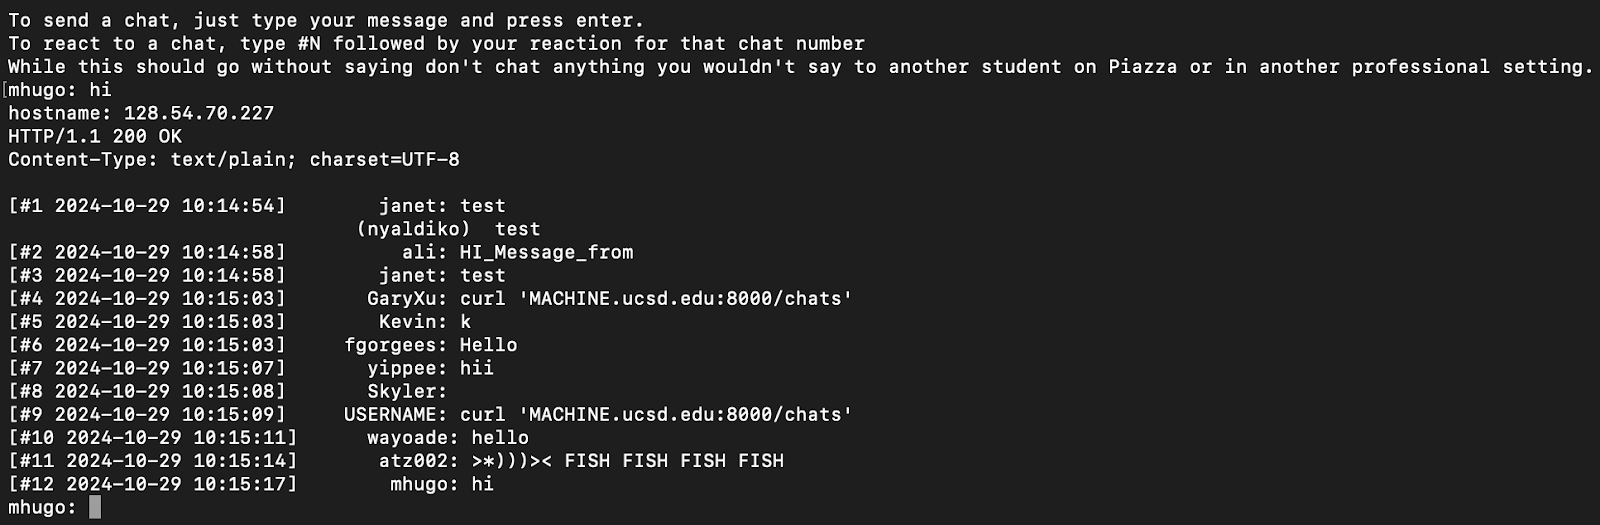 To send a chat, just type your message and press enter.
To react to a chat, type #N followed by your reaction for that chat number
While this should go without saying don't chat anything you wouldn't say to another student on Piazza or in another professional setting.
[mhugo: hi
hostname: 128.54.70.227
HTTP/1.1 200 OK
Content-Type: text/plain; charset=UTF-8

[#1 2024-10-29 10:14:54]        janet: test
                              (nyaldiko)  test
[#2 2024-10-29 10:14:58]          ali: HI_Message_from
[#3 2024-10-29 10:14:58]        janet: test
[#4 2024-10-29 10:15:03]       GaryXu: curl 'MACHINE.ucsd.edu:8000/chats'
[#5 2024-10-29 10:15:03]        Kevin: k
[#6 2024-10-29 10:15:03]     fgorgees: Hello
[#7 2024-10-29 10:15:07]       yippee: hii
[#8 2024-10-29 10:15:08]       Skyler:
[#9 2024-10-29 10:15:09]     USERNAME: curl 'MACHINE.ucsd.edu:8000/chats'
[#10 2024-10-29 10:15:11]      wayoade: hello
[#11 2024-10-29 10:15:14]       atz002: >*)))>< FISH FISH FISH FISH
[#12 2024-10-29 10:15:17]        mhugo: hi
mhugo: